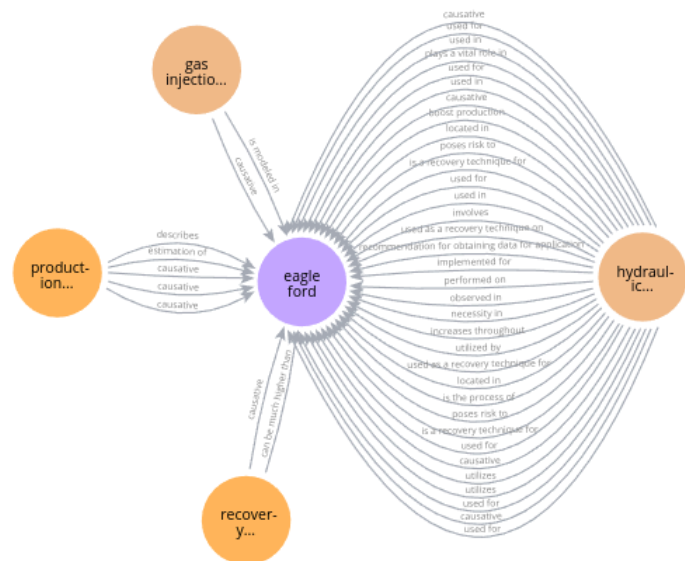 causative
used for
used in
plays a vital role in
used for
used in
causative
boost production
located in
poses risk to
is a recovery technique for
used for
used in
involves
used as a recovery technique on
recommendation for obtaining data for application
implemented for
performed on
observed in
necessity in
increases throughout
utilized by
used as a recovery technique for
located in
is the process of
poses risk to
is a recovery technique for
used for
causative
utilizes
utilizes
used for
causative
used for
gas
injectio...
is modeled in
causative
product-
ion...
describes
estimation of
causative
causative
causative
eagle
ford
hydraul-
ic...
causative
can be much higher than
recover-
y...